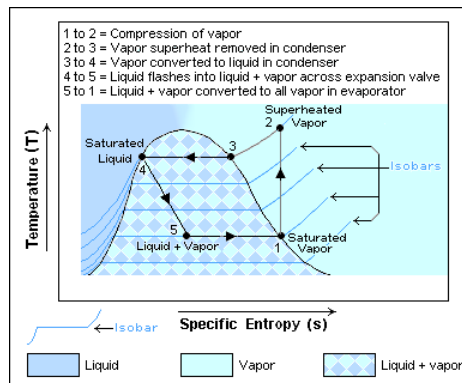 1 to 2 = Compression of vapor
2 to 3 = Vapor superheat removed in condenser
3 to 4 = Vapor converted to liquid in condenser
4 to 5 = Liquid flashes into liquid + vapor across expansion valve
5 to 1 = Liquid + vapor converted to all vapor in evaporator
Superheated
2 Vapor
Saturated
Liquid
4
3
Isobars
5
Liquid + Vapor
1
Saturated
Vapor
Temperature (T)
Specific Entropy (s)
Isobar
Liquid
Vapor
Liquid + vapor